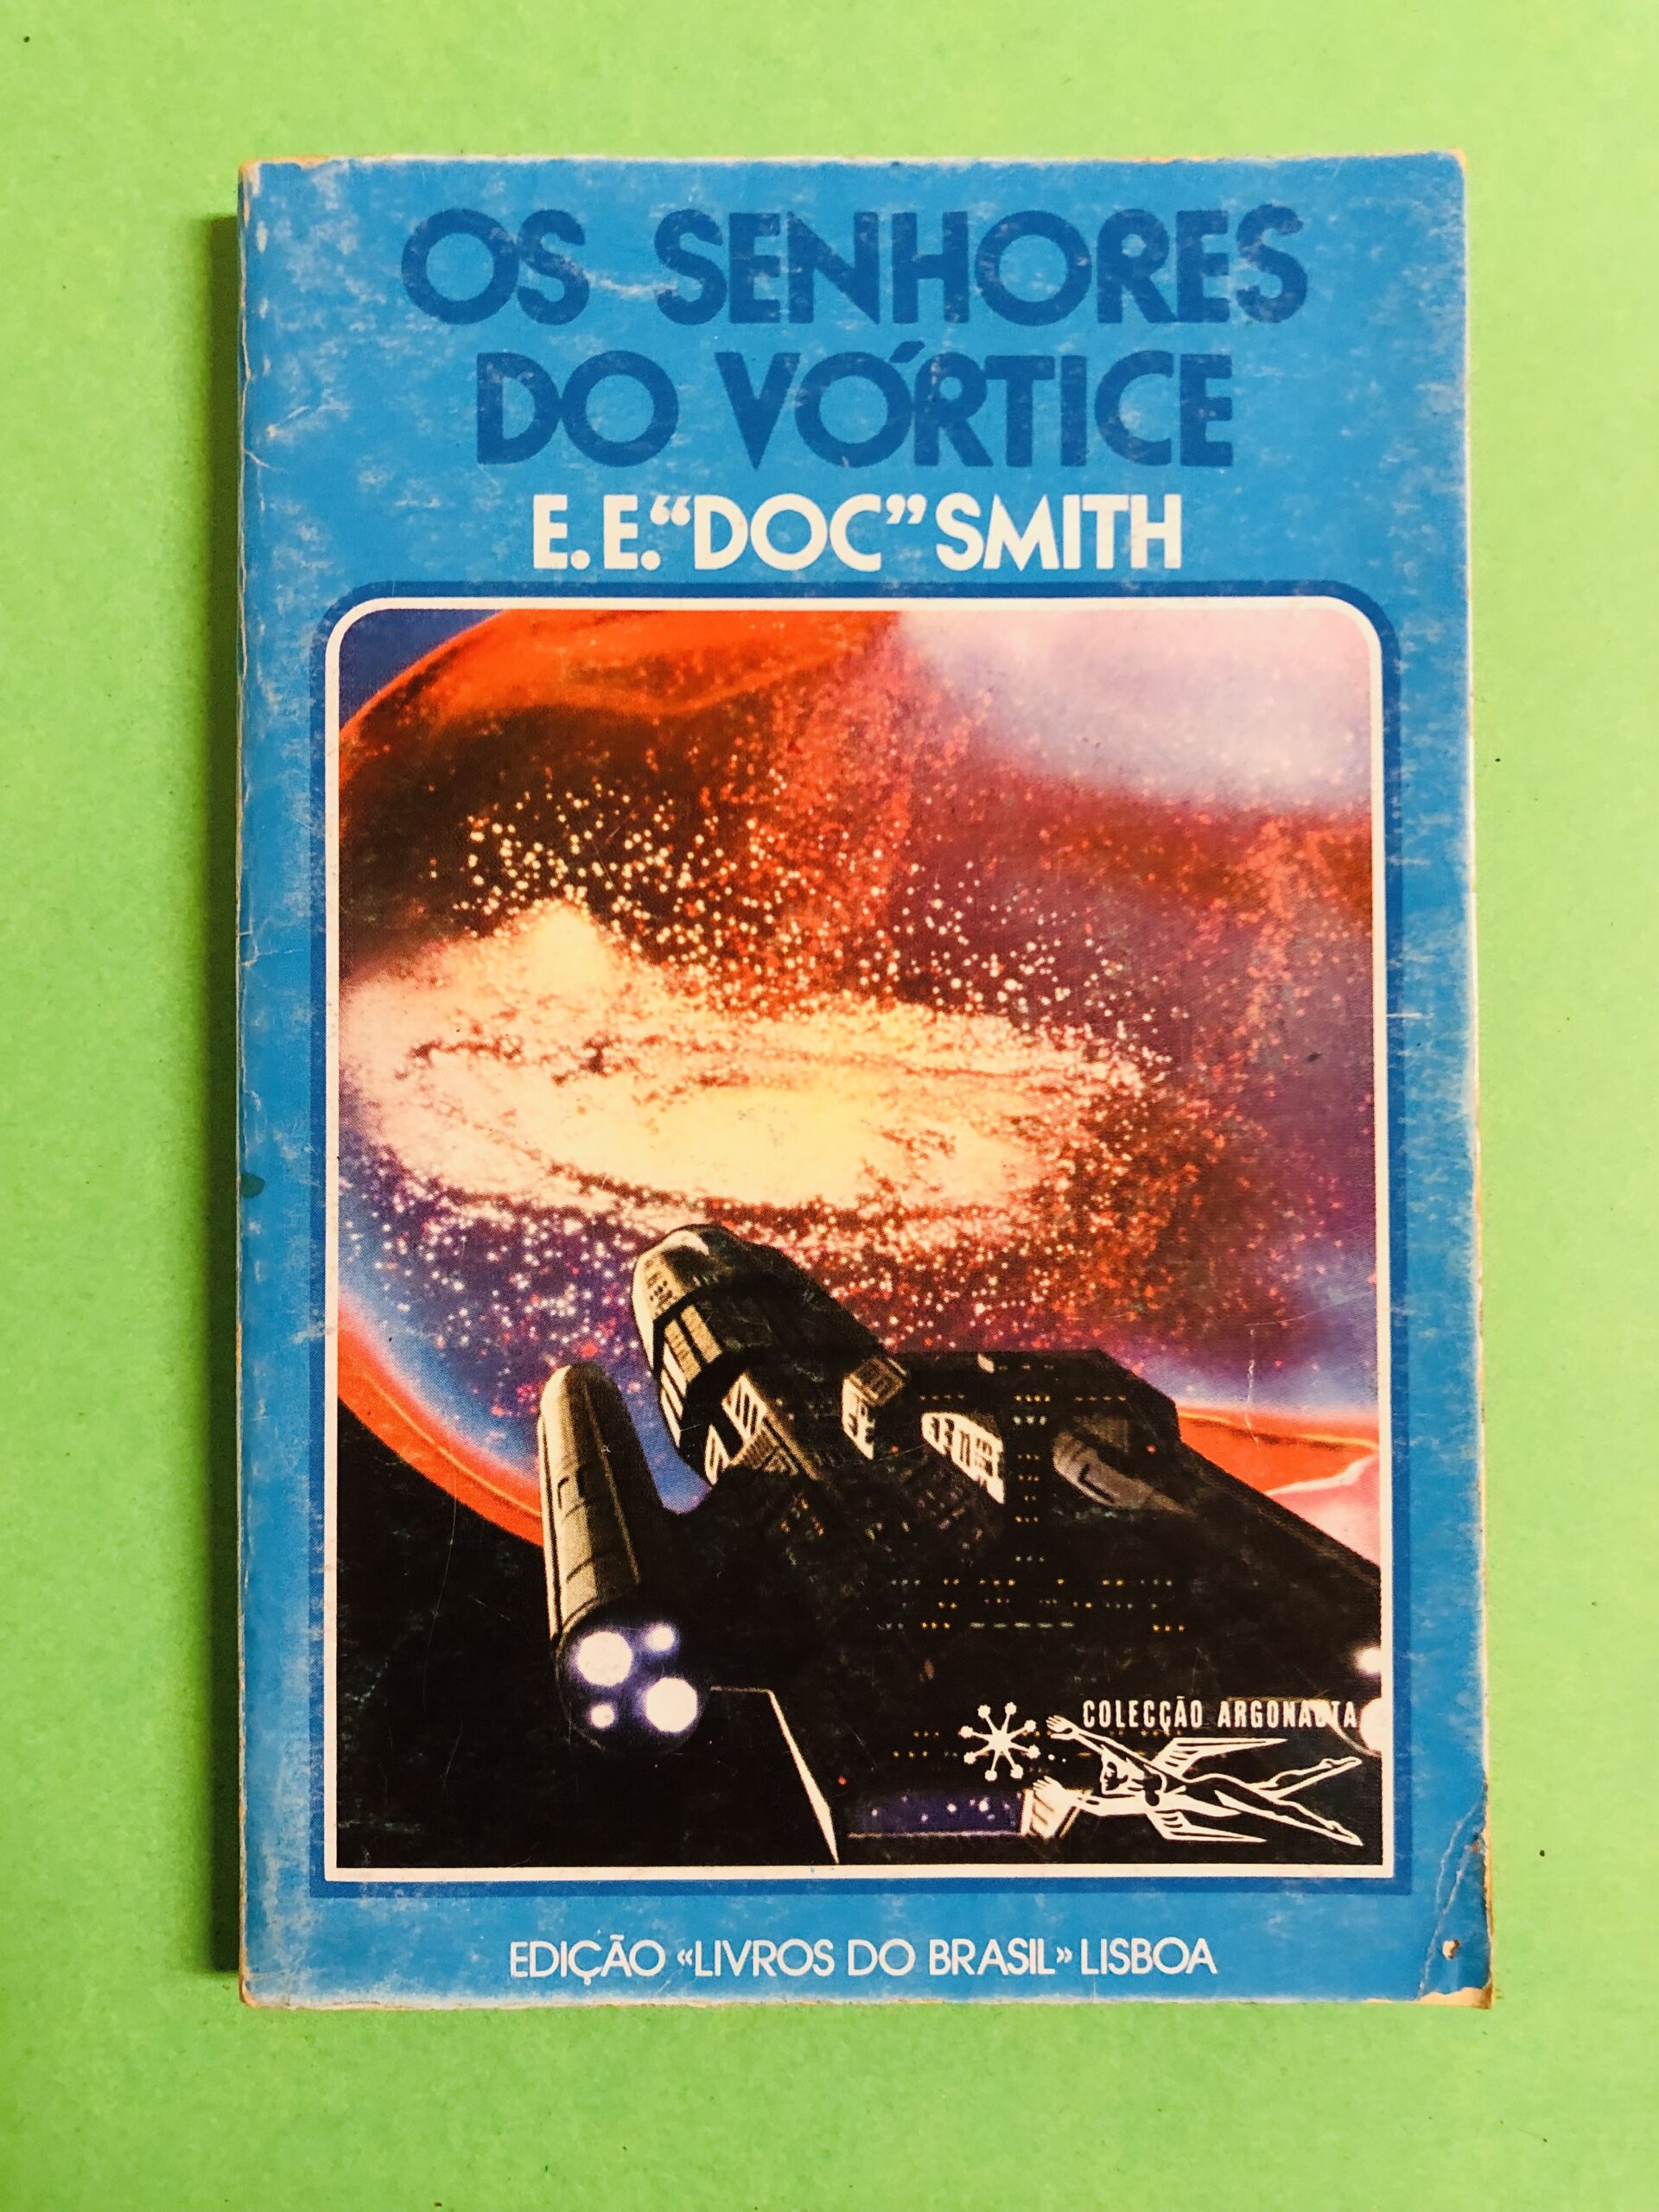 OS SENHORES
DO VÓRTICE
E. E. “DOC” SMITH
COLECÇÃO ARGONAUTA
EDIÇÃO «LIVROS DO BRASIL» LISBOA